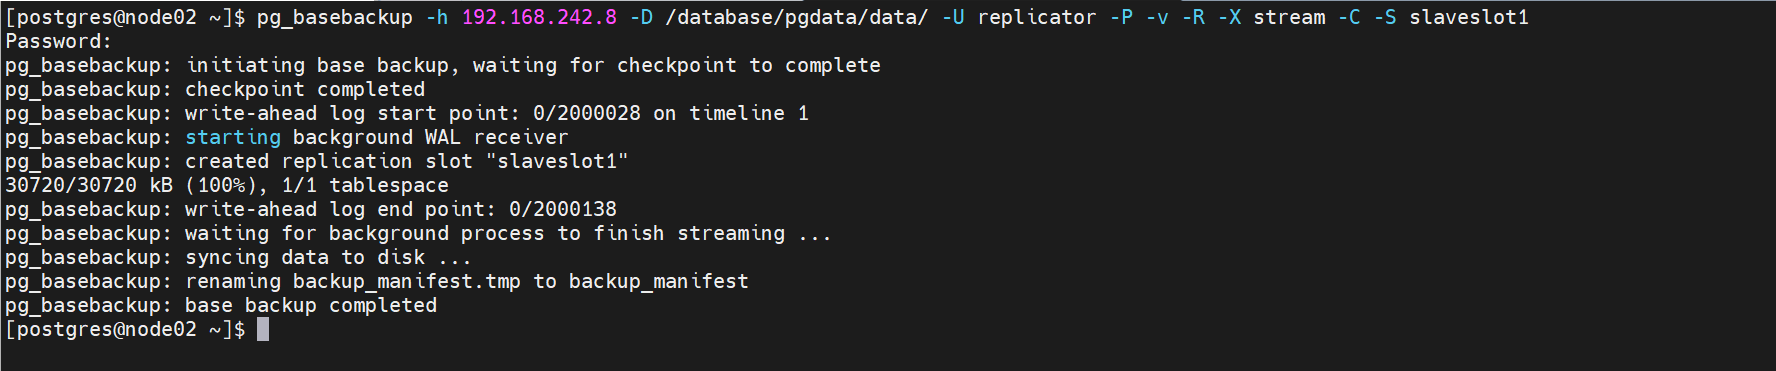 [postgres@node02 ~]$ pg_basebackup -h 192.168.242.8 -D /database/pgdata/data/ -U replicator -P -v -R -X stream -C -S slaveslot1
Password:
pg_basebackup: initiating base backup, waiting for checkpoint to complete
pg_basebackup: checkpoint completed
pg_basebackup: write-ahead log start point: 0/2000028 on timeline 1
pg_basebackup: starting background WAL receiver
pg_basebackup: created replication slot "slaveslot1"
30720/30720 kB (100%), 1/1 tablespace
pg_basebackup: write-ahead log end point: 0/2000138
pg_basebackup: waiting for background process to finish streaming ...
pg_basebackup: syncing data to disk ...
pg_basebackup: renaming backup_manifest.tmp to backup_manifest
pg_basebackup: base backup completed
[postgres@node02 ~]$